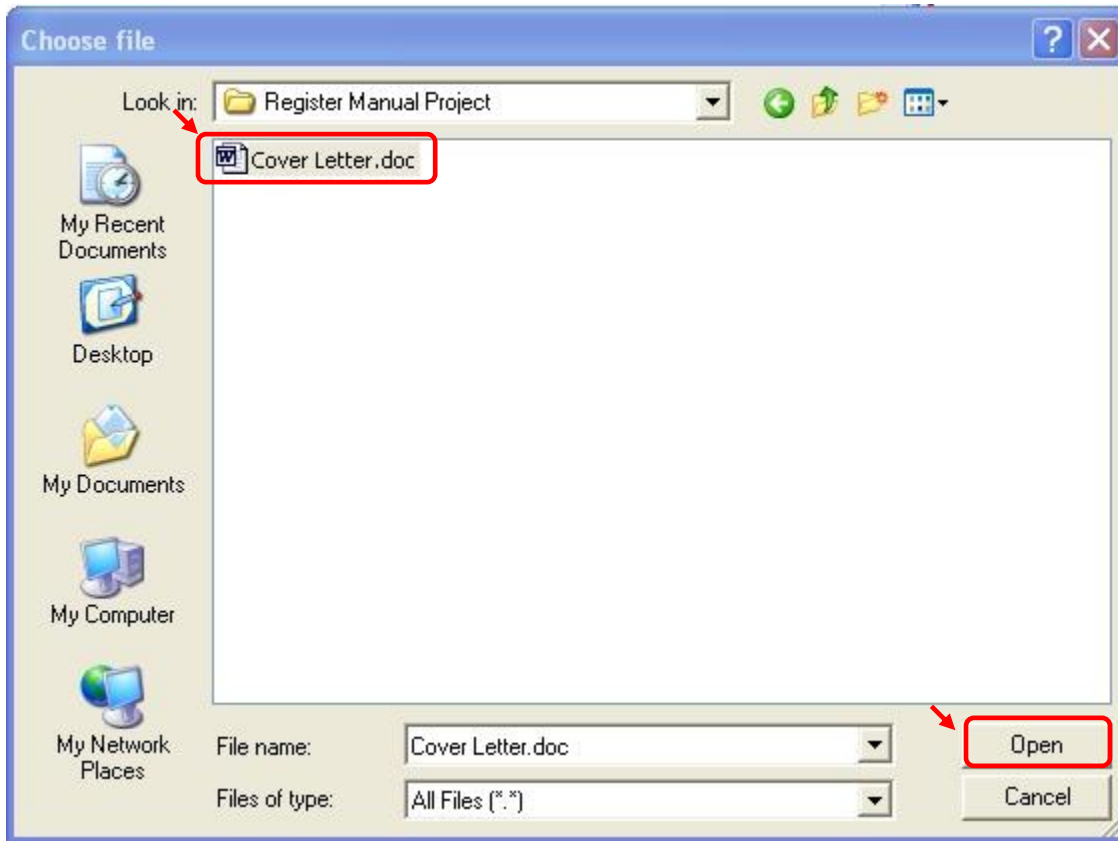 Choose file
Look in:
Register Manual Project
Cover Letter.doc
My Recent
Documents
Desktop
My Documents
My Computer
My Network
Places
File name:
Cover Letter.doc
Open
Files of type:
All Files (*.*)
Cancel